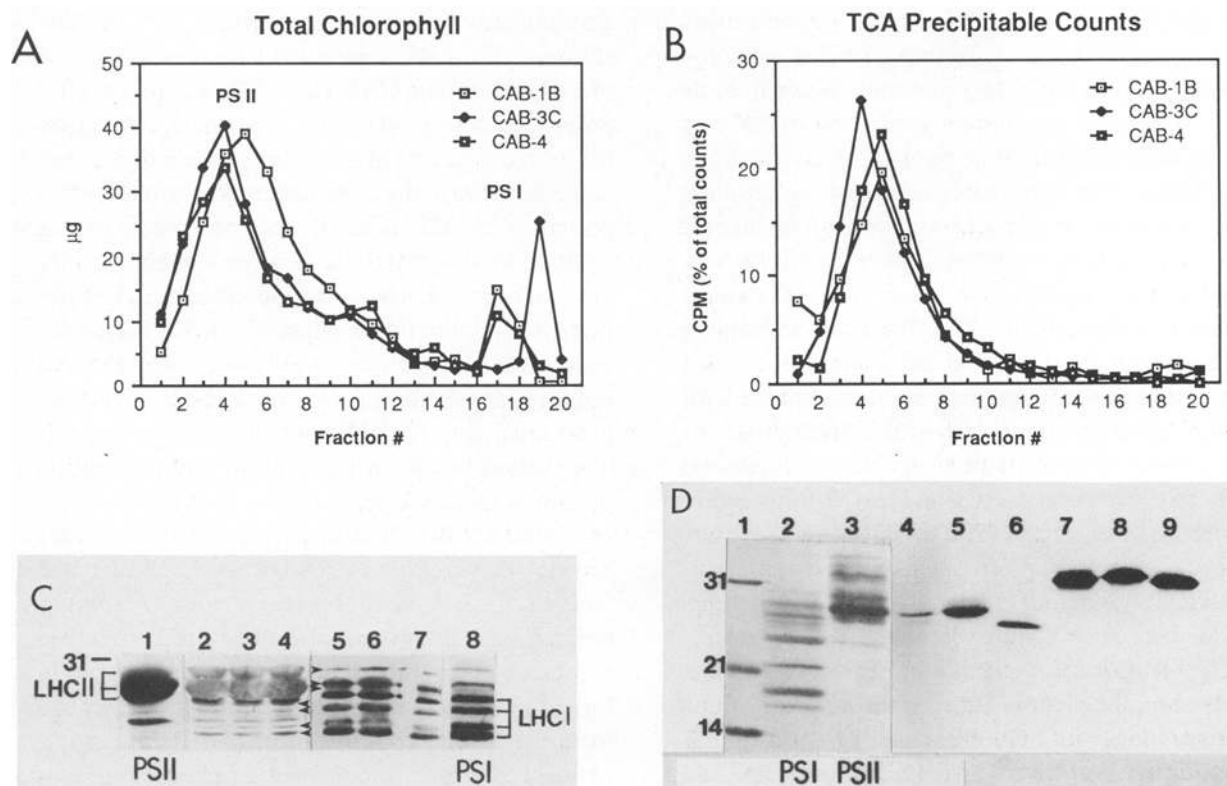 A
Total Chlorophyll
50
40
30
20
10
0
µg
PS II
PS I
CAB-1B
CAB-3C
CAB-4
0 2 4 6 8 10 12 14 16 18 20
Fraction #
B
TCA Precipitable Counts
30
20
10
0
CPM (% of total counts)
CAB-1B
CAB-3C
CAB-4
0 2 4 6 8 10 12 14 16 18 20
Fraction #
C
1 2 3 4 5 6 7 8
31
LHCII
LHC I
PSII
PSI
D
1 2 3 4 5 6 7 8 9
31
21
14
PSI PSII